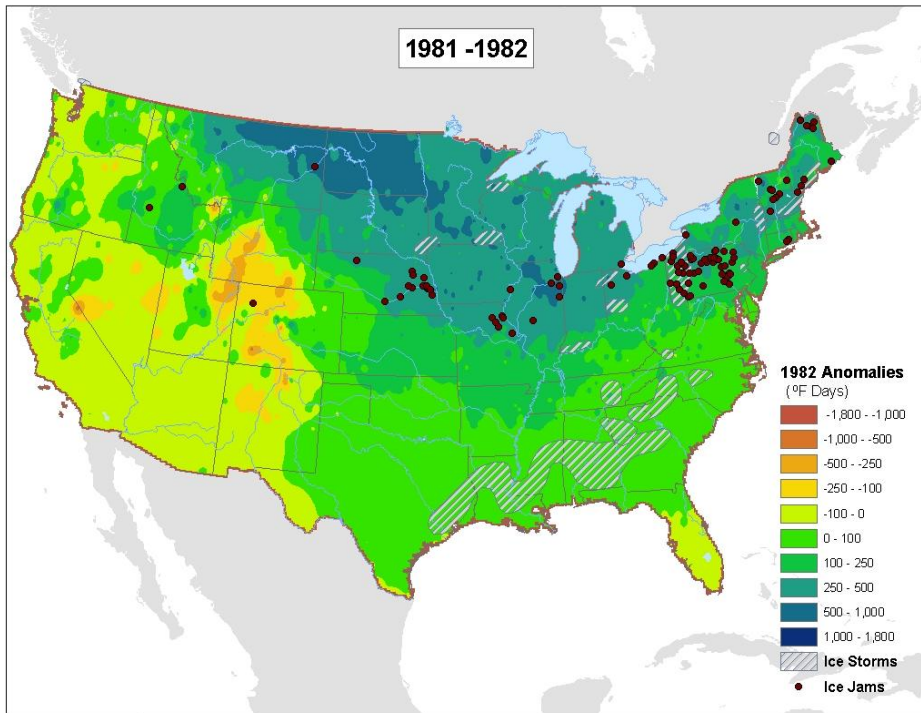 1981 -1982
1982 Anomalies
(ºF Days)
-1,800 - -1,000
-1,000 - -500
-500 - -250
-250 - -100
-100 - 0
0 - 100
100 - 250
250 - 500
500 - 1,000
1,000 - 1,800
Ice Storms
Ice Jams